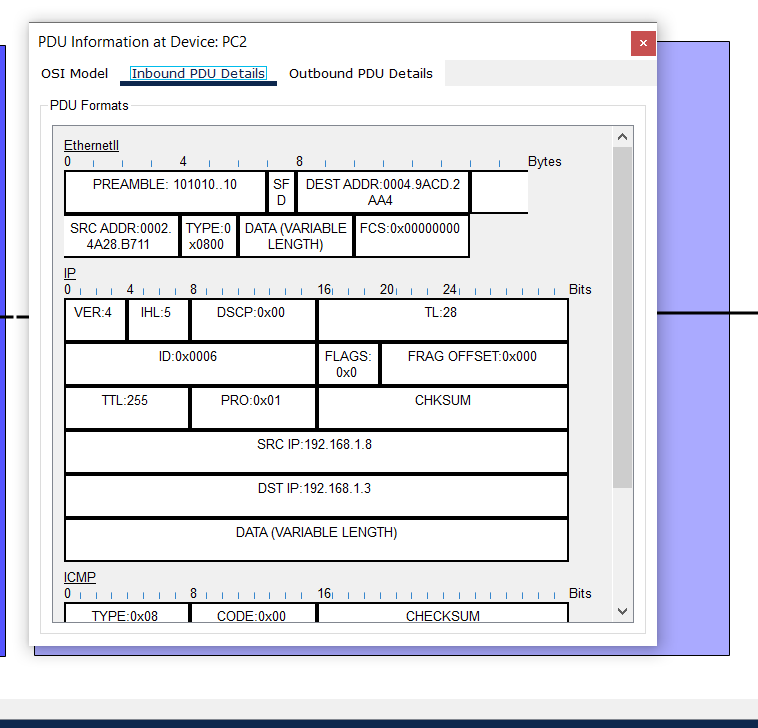 PDU Information at Device: PC2
×
OSI Model Inbound PDU Details Outbound PDU Details
PDU Formats
EthernetII
0 4 8 Bytes
PREAMBLE: 101010..10
SF
D
DEST ADDR:0004.9ACD.2
AA4
SRC ADDR:0002.
4A28.B711
TYPE:0
x0800
DATA (VARIABLE
LENGTH)
FCS:0x00000000
IP
0 4 8 16 20 24 Bits
VER:4 IHL:5 DSCP:0x00 TL:28
ID:0x0006
FLAGS:
0x0
FRAG OFFSET:0x000
TTL:255 PRO:0x01 CHKSUM
SRC IP:192.168.1.8
DST IP:192.168.1.3
DATA (VARIABLE LENGTH)
ICMP
0 8 16 Bits
TYPE:0x08 CODE:0x00 CHECKSUM